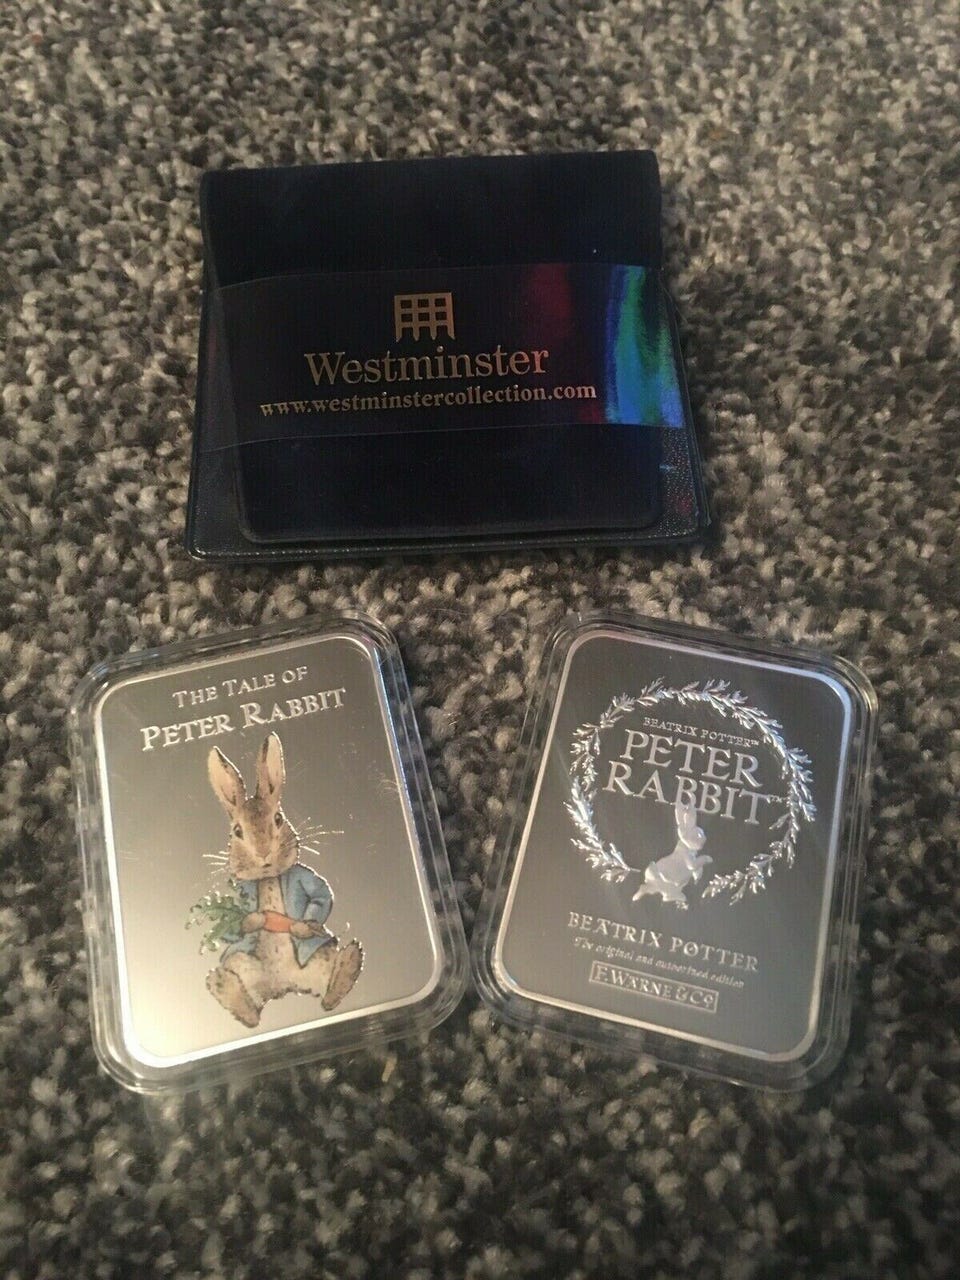 Westminster
www.westminstercollection.com
THE TALE OF
PETER RABBIT
BEATRIX POTTER™
PETER
RABBIT™
BEATRIX POTTER
The original and authorized edition
F. WARNE & Co